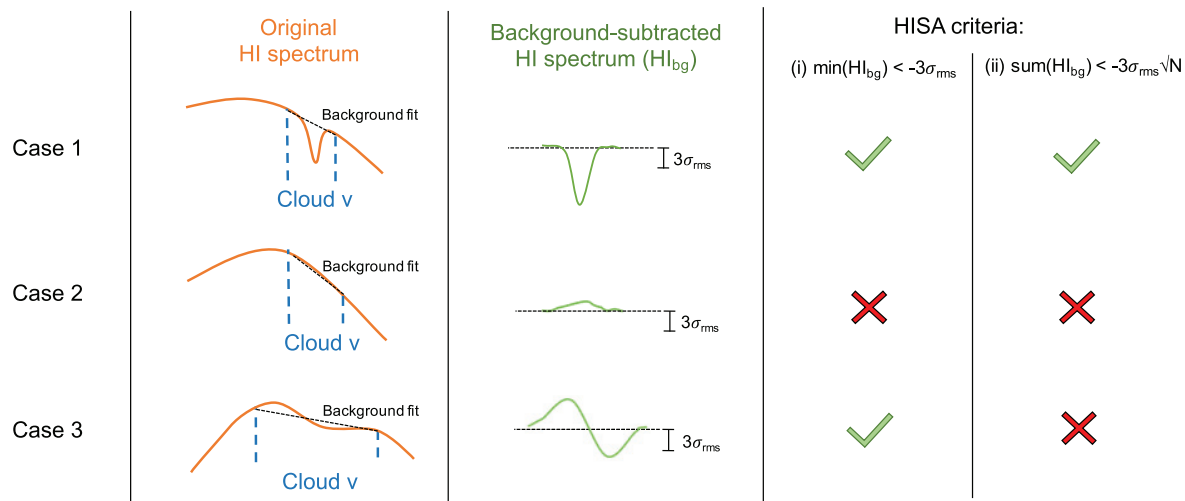 Original
HI spectrum
Background-subtracted
HI spectrum (HI_bg)
HISA criteria:
(i) min(HI_bg) < -3σ_rms
(ii) sum(HI_bg) < -3σ_rms√N
Case 1
Background fit
Cloud v
3σ_rms
Case 2
Background fit
Cloud v
3σ_rms
Case 3
Background fit
Cloud v
3σ_rms